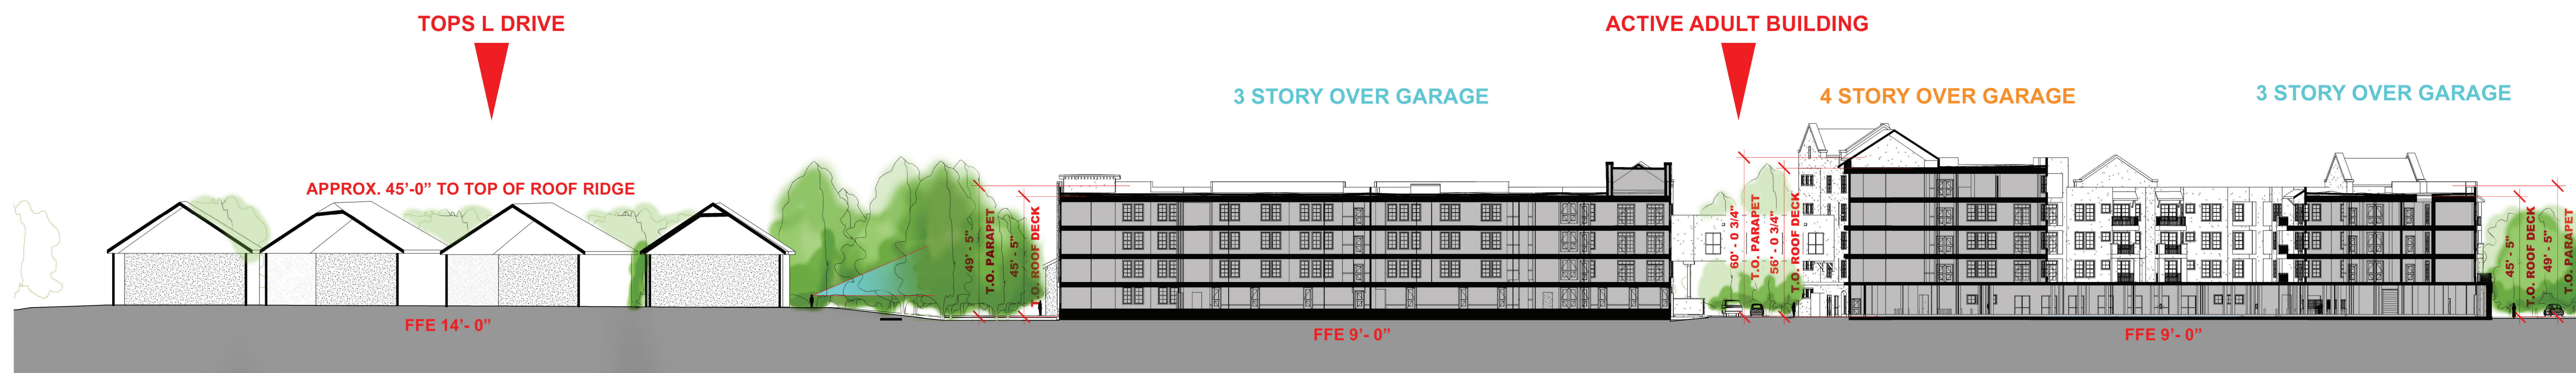 TOPS L DRIVE
ACTIVE ADULT BUILDING
3 STORY OVER GARAGE
4 STORY OVER GARAGE
3 STORY OVER GARAGE
APPROX. 45'-0" TO TOP OF ROOF RIDGE
49' - 5"
T.O. PARAPET
45' - 5"
T.O. ROOF DECK
60' - 0 3/4"
T.O. PARAPET
56' - 0 3/4"
T.O. ROOF DECK
45' - 5"
T.O. ROOF DECK
49' - 5"
T.O. PARAPET
FFE 14'- 0"
FFE 9'- 0"
FFE 9'- 0"